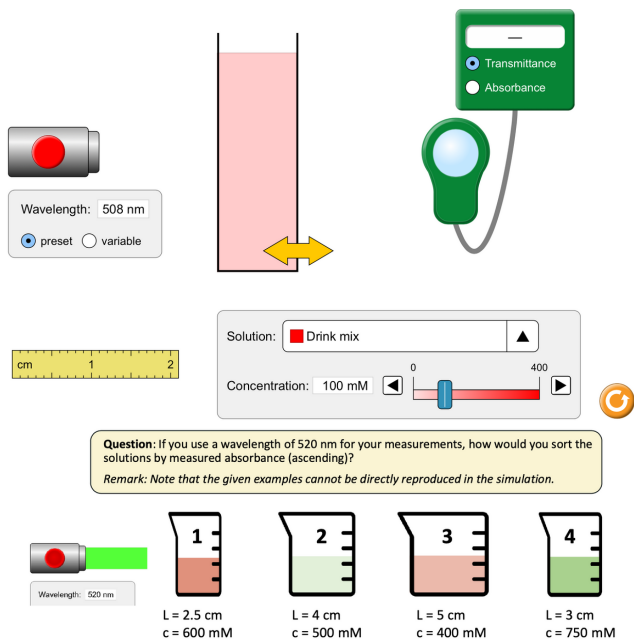 —
Transmittance
Absorbance
Wavelength: 508 nm
preset variable
cm 1 2
Solution: Drink mix
0 400
Concentration: 100 mM
Question: If you use a wavelength of 520 nm for your measurements, how would you sort the
solutions by measured absorbance (ascending)?
Remark: Note that the given examples cannot be directly reproduced in the simulation.
1 2 3 4
Wavelength: 520 nm
L = 2.5 cm L = 4 cm L = 5 cm L = 3 cm
c = 600 mM c = 500 mM c = 400 mM c = 750 mM